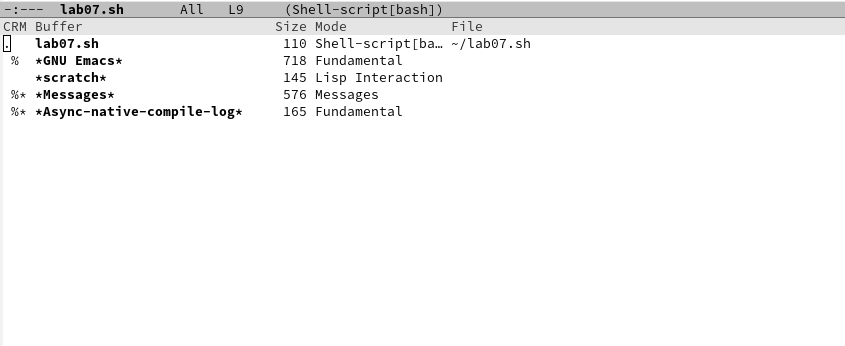 -:---  lab07.sh       All   L9     (Shell-script[bash])
CRM Buffer                        Size Mode             File
.   lab07.sh                       110 Shell-script[ba… ~/lab07.sh
 %  *GNU Emacs*                    718 Fundamental
    *scratch*                      145 Lisp Interaction
 %* *Messages*                     576 Messages
 %* *Async-native-compile-log*     165 Fundamental